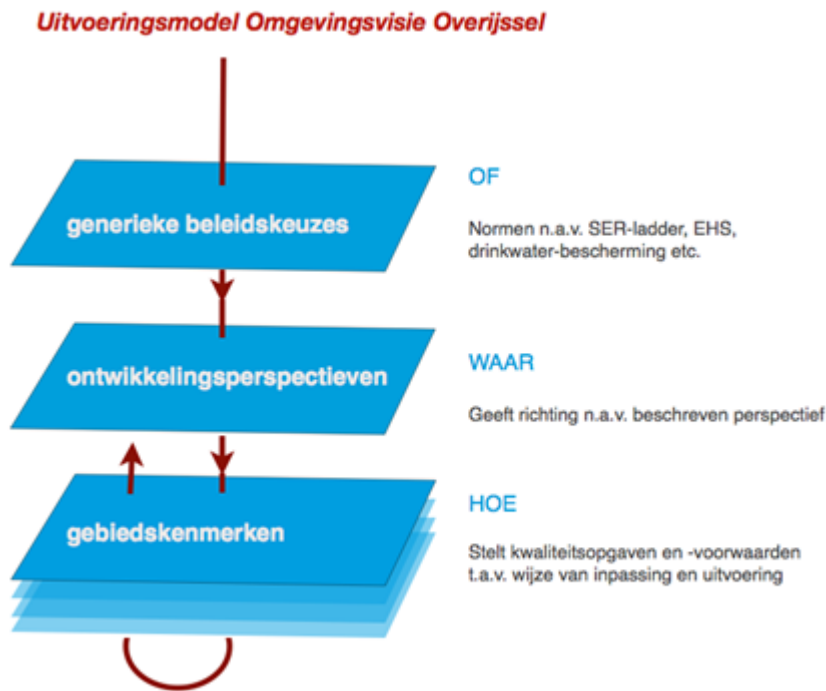 Uitvoeringsmodel Omgevingsvisie Overijssel
generieke beleidskeuzes
OF
Normen n.a.v. SER-ladder, EHS,
drinkwater-bescherming etc.
ontwikkelingsperspectieven
WAAR
Geeft richting n.a.v. beschreven perspectief
gebiedskenmerken
HOE
Stelt kwaliteitsopgaven en -voorwaarden
t.a.v. wijze van inpassing en uitvoering